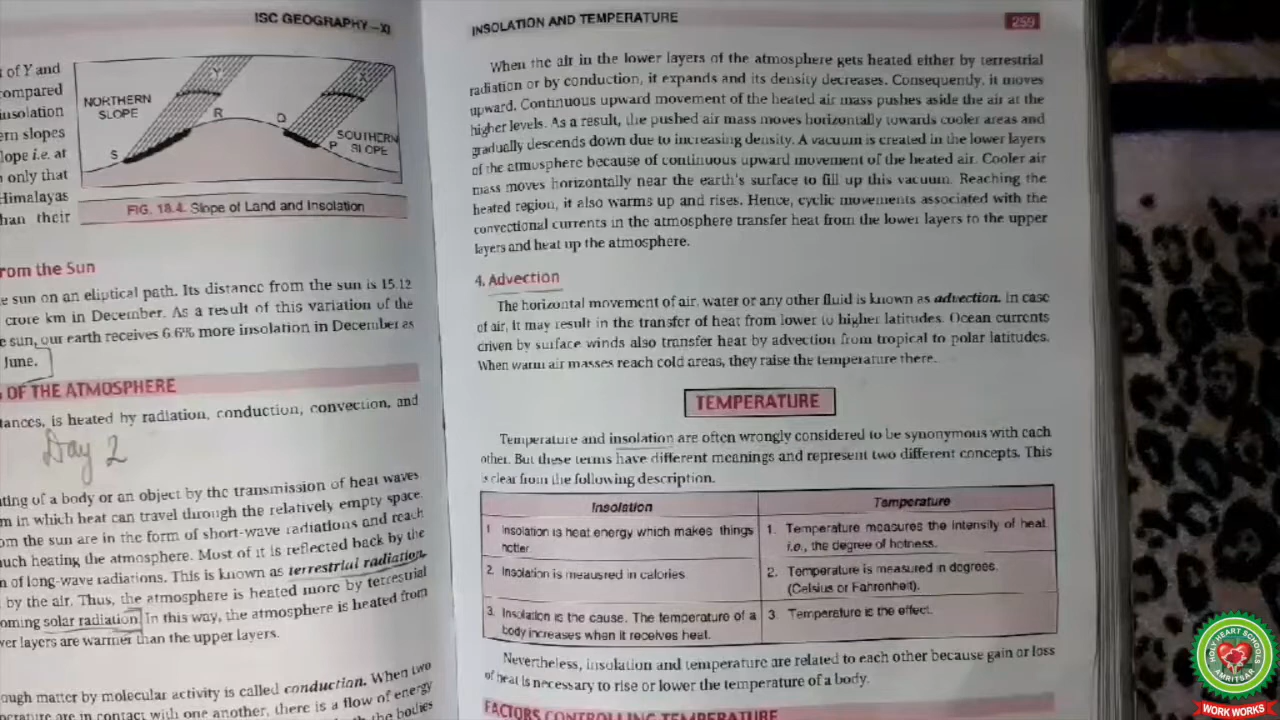 ISC GEOGRAPHY-XI
of Y and
compared
insolation
ern slopes
lope i.e. at
only that
Himalayas
han their
NORTHERN
SLOPE
Y
X
R
Q
S
P
SOUTHERN
SLOPE
FIG. 18.4. Slope of Land and Insolation
rom the Sun
e sun on an eliptical path. Its distance from the sun is 15.12
crore km in December. As a result of this variation of the
e sun, our earth receives 6.6% more insolation in December as
June.
OF THE ATMOSPHERE
tances, is heated by radiation, conduction, convection, and
Day 2
ting of a body or an object by the transmission of heat waves
m in which heat can travel through the relatively empty space.
om the sun are in the form of short-wave radiations and reach
much heating the atmosphere. Most of it is reflected back by the
n of long-wave radiations. This is known as terrestrial radiation.
by the air. Thus, the atmosphere is heated more by terrestrial
oming solar radiation. In this way, the atmosphere is heated from
wer layers are warmer than the upper layers.
ough matter by molecular activity is called conduction. When two
perature are in contact with one another, there is a flow of energy
the bodies
INSOLATION AND TEMPERATURE
259
When the air in the lower layers of the atmosphere gets heated either by terrestrial
radiation or by conduction, it expands and its density decreases. Consequently, it moves
upward. Continuous upward movement of the heated air mass pushes aside the air at the
higher levels. As a result, the pushed air mass moves horizontally towards cooler areas and
gradually descends down due to increasing density. A vacuum is created in the lower layers
of the atmosphere because of continuous upward movement of the heated air. Cooler air
mass moves horizontally near the earth's surface to fill up this vacuum. Reaching the
heated region, it also warms up and rises. Hence, cyclic movements associated with the
convectional currents in the atmosphere transfer heat from the lower layers to the upper
layers and heat up the atmosphere.
4. Advection
The horizontal movement of air, water or any other fluid is known as advection. In case
of air, it may result in the transfer of heat from lower to higher latitudes. Ocean currents
driven by surface winds also transfer heat by advection from tropical to polar latitudes.
When warm air masses reach cold areas, they raise the temperature there.
TEMPERATURE
Temperature and insolation are often wrongly considered to be synonymous with each
other. But these terms have different meanings and represent two different concepts. This
is clear from the following description.
Insolation
Temperature
1 Insolation is heat energy which makes things
hotter.
1. Temperature measures the intensity of heat
i.e., the degree of hotness.
2. Insolation is meausred in calories
2. Temperature is measured in degrees.
(Celsius or Fahrenheit).
3. Insolation is the cause. The temperature of a
body increases when it receives heat.
3 Temperature is the effect.
Nevertheless, insolation and temperature are related to each other because gain or loss
of heat is necessary to rise or lower the temperature of a body.
FACTORS CONTROLLING TEMPERATURE
HOLY HEART SCHOOLS
AMRITSAR
WORK WORKS